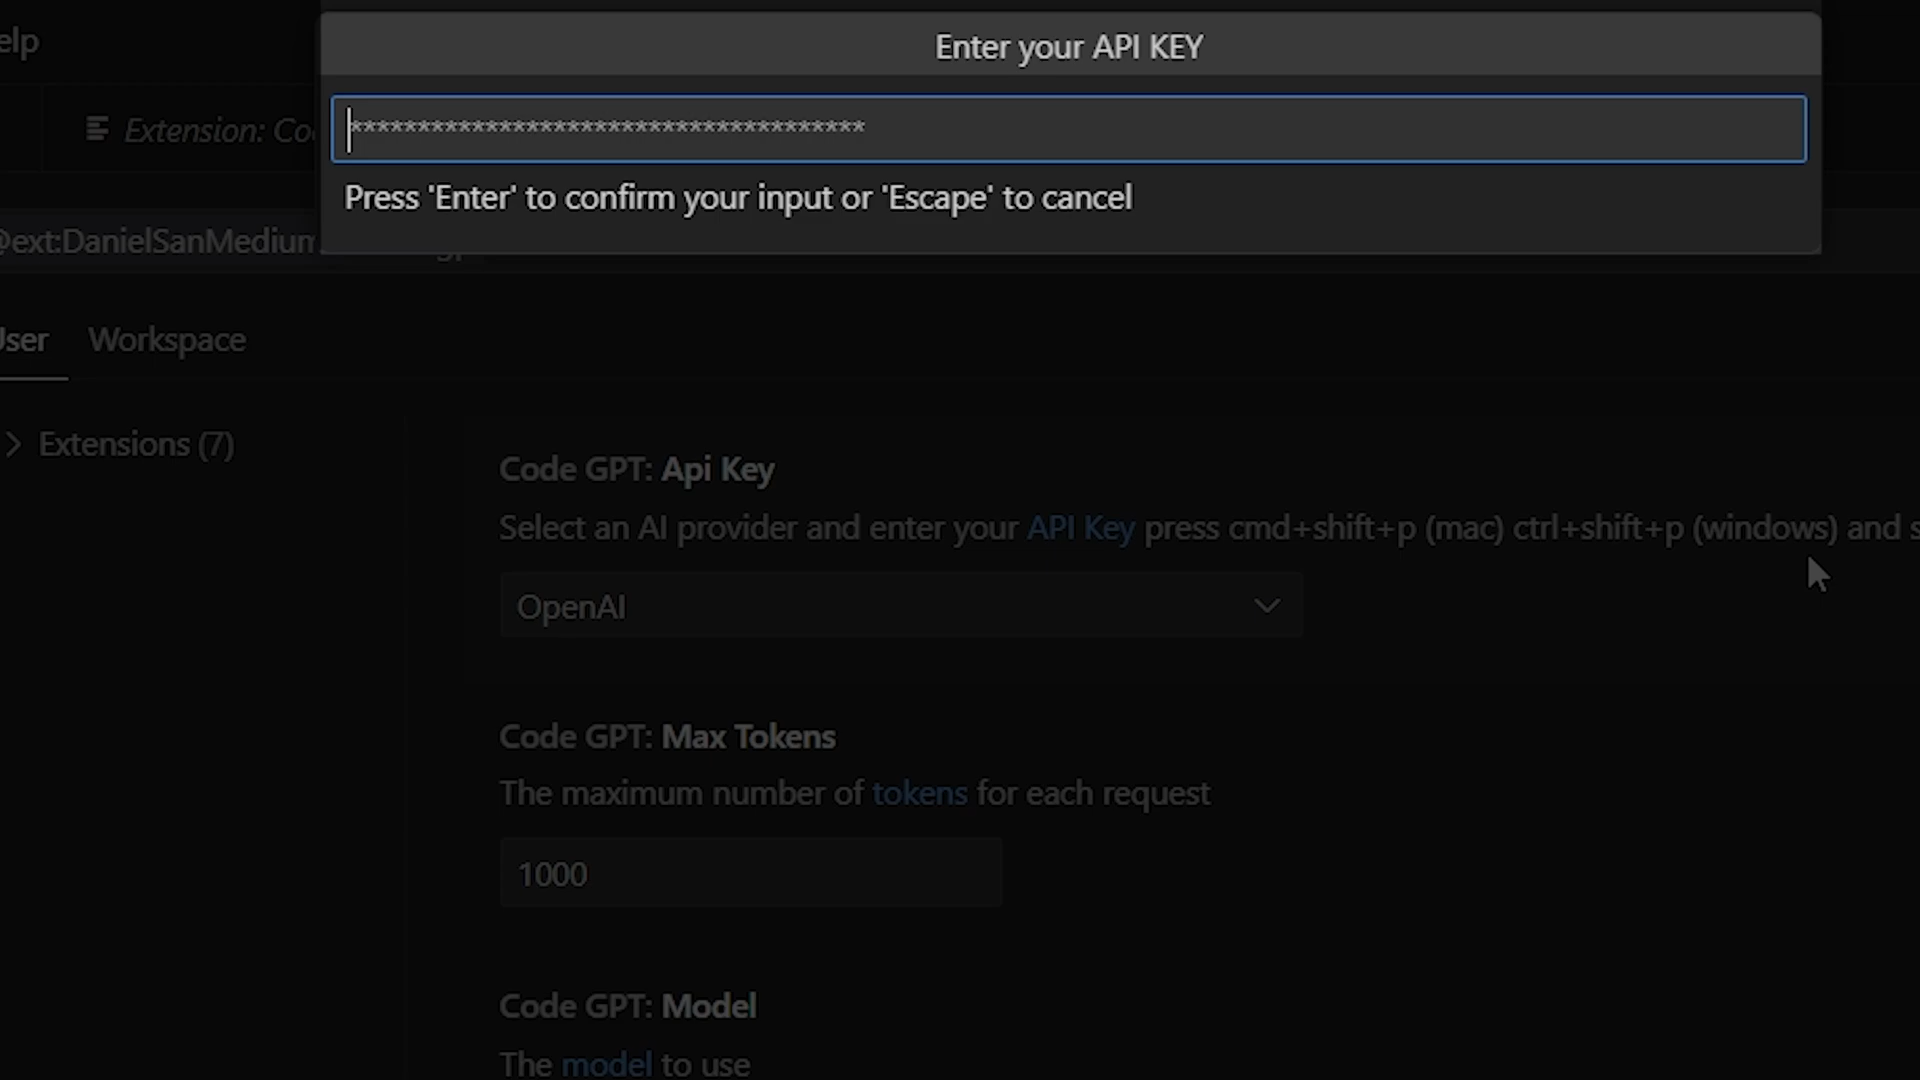 Enter your API KEY
elp
**************************************
Extension: Co
Press 'Enter' to confirm your input or 'Escape' to cancel
@ext:DanielSanMedium
User Workspace
Extensions (7)
Code GPT: Api Key
Select an AI provider and enter your API Key press cmd+shift+p (mac) ctrl+shift+p (windows) and s
OpenAI
Code GPT: Max Tokens
The maximum number of tokens for each request
1000
Code GPT: Model
The model to use